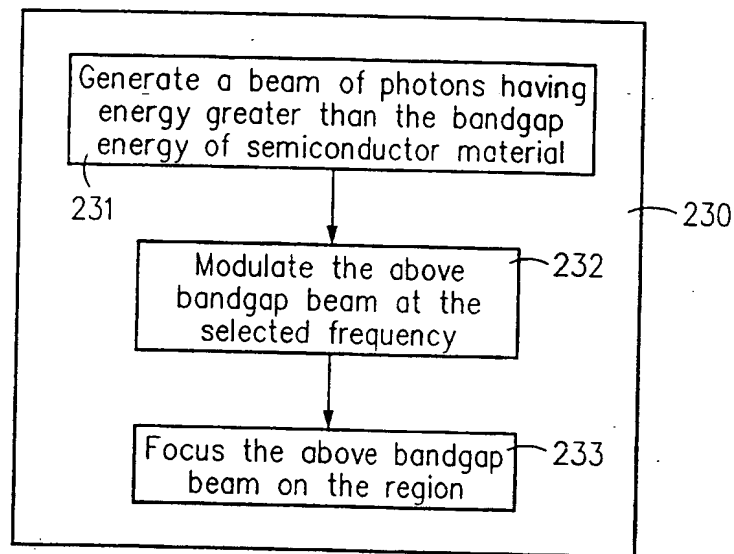 Generate a beam of photons having
energy greater than the bandgap
energy of semiconductor material
231
230
Modulate the above
bandgap beam at the
selected frequency
232
Focus the above bandgap
beam on the region
233